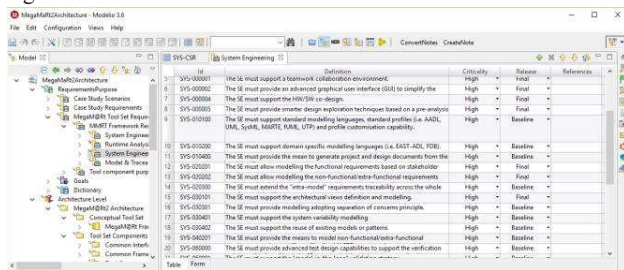 MegaMaRt2Architecture - Modelio 3.6
File Edit Configuration Views Help
ConvertNotes CreateNote
Model
SYS-CSR
System Engineering
MegaMaRt2Architecture
RequirementsPurpose
Case Study Scenarios
Case Study Requirements
MegaM@Rt Tool Set Requir
MMRT Framework Re
System Enginee
Runtime Analys
System Enginee
Model & Tracea
Tool component purp
Goals
Dictionary
Architecture Level
MegaM@Rt2 Architecture
Conceptual Tool Set
MegaM@Rt Fra
Tool Set Components
Common Interfa
Common Framew
Id Definition Criticality Release References
5 SYS-000001 The SE must support a teamwork collaboration environment. High Final
6 SYS-000002 The SE must provide an advanced graphical user interface (GUI) to simplify the High Final
7 SYS-000004 The SE must support the HW/SW co-design. High Final
8 SYS-000005 The SE must provide smarter design exploration techniques based on a pre-analysis High Final
9 SYS-010100 The SE must support standard modelling languages, standard profiles (i.e. AADL, High Baseline
UML, SysML, MARTE, fUML, UTP) and profile customisation capability.
10 SYS-010200 The SE must support domain specific modelling languages (i.e. EAST-ADL, FDB). High Baseline
11 SYS-010400 The SE must provide the means to generate project and design documents from the High Baseline
12 SYS-020201 The SE must allow modelling the functional requirements based on stakeholder High Final
13 SYS-020202 The SE must allow modelling the non-functional/extra-functional requirements High Final
14 SYS-020300 The SE must extend the "intra-model" requirements traceability across the whole High Baseline
15 SYS-030101 The SE must support the architectural views definition and modelling. High Final
16 SYS-030301 The SE must provide modelling adopting separation of concerns principle. High Baseline
17 SYS-030401 The SE must support the system variability modelling High Baseline
18 SYS-030402 The SE must support the reuse of existing models or patterns High Baseline
19 SYS-040201 The SE must provide the means to model non-functional/extra-functional High Baseline
20 SYS-060000 The SE must provide advanced test design capabilities to support the verification High Baseline
Table Form